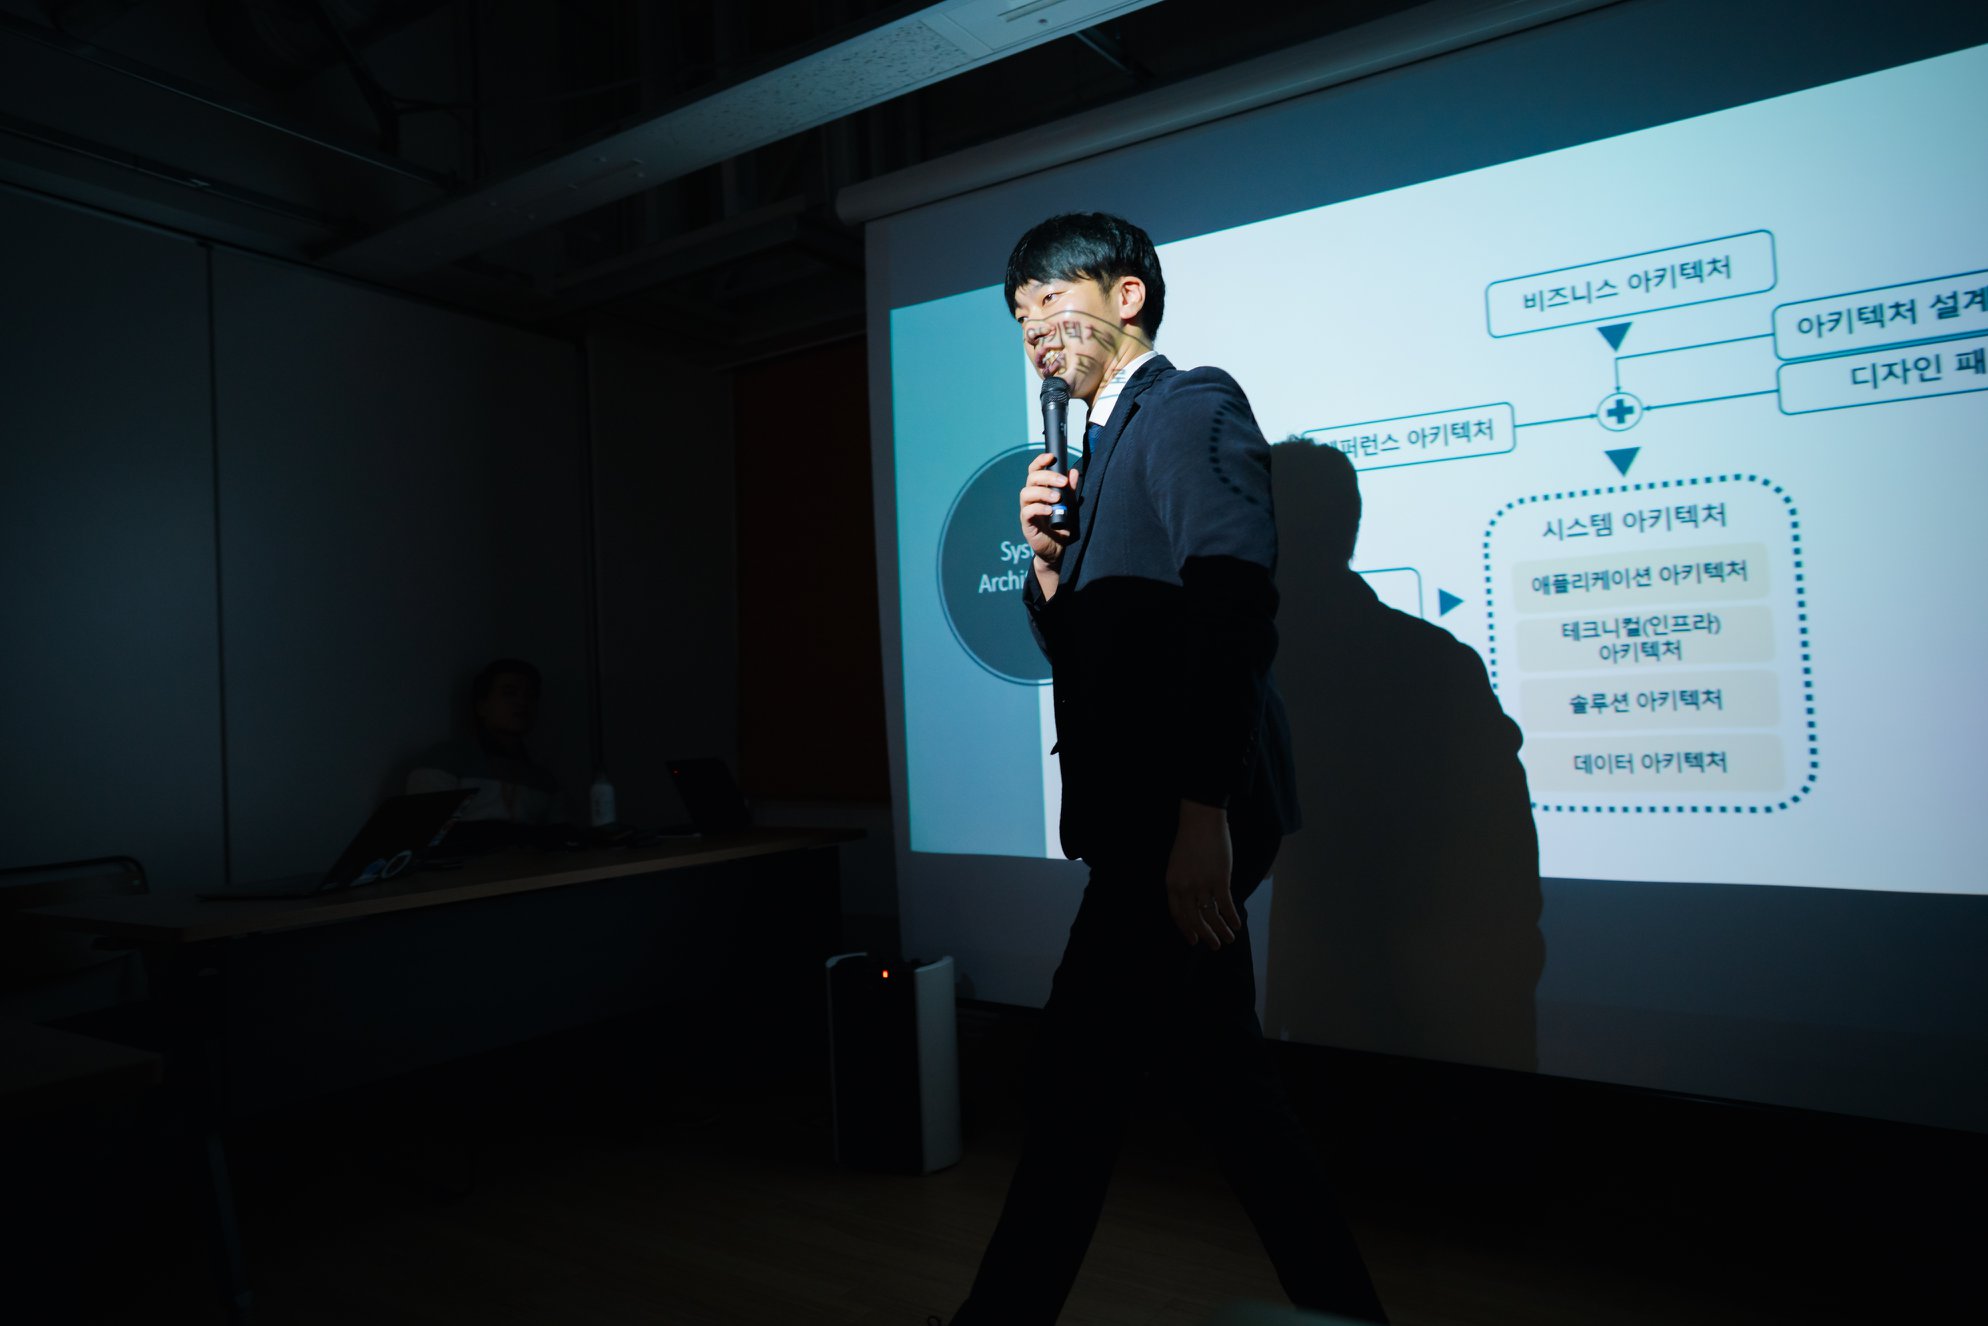 비즈니스 아키텍처
아키텍처 설계
디자인 패
퍼런스 아키텍처
시스템 아키텍처
애플리케이션 아키텍처
테크니컬(인프라)
아키텍처
솔루션 아키텍처
데이터 아키텍처
Sys
Archi